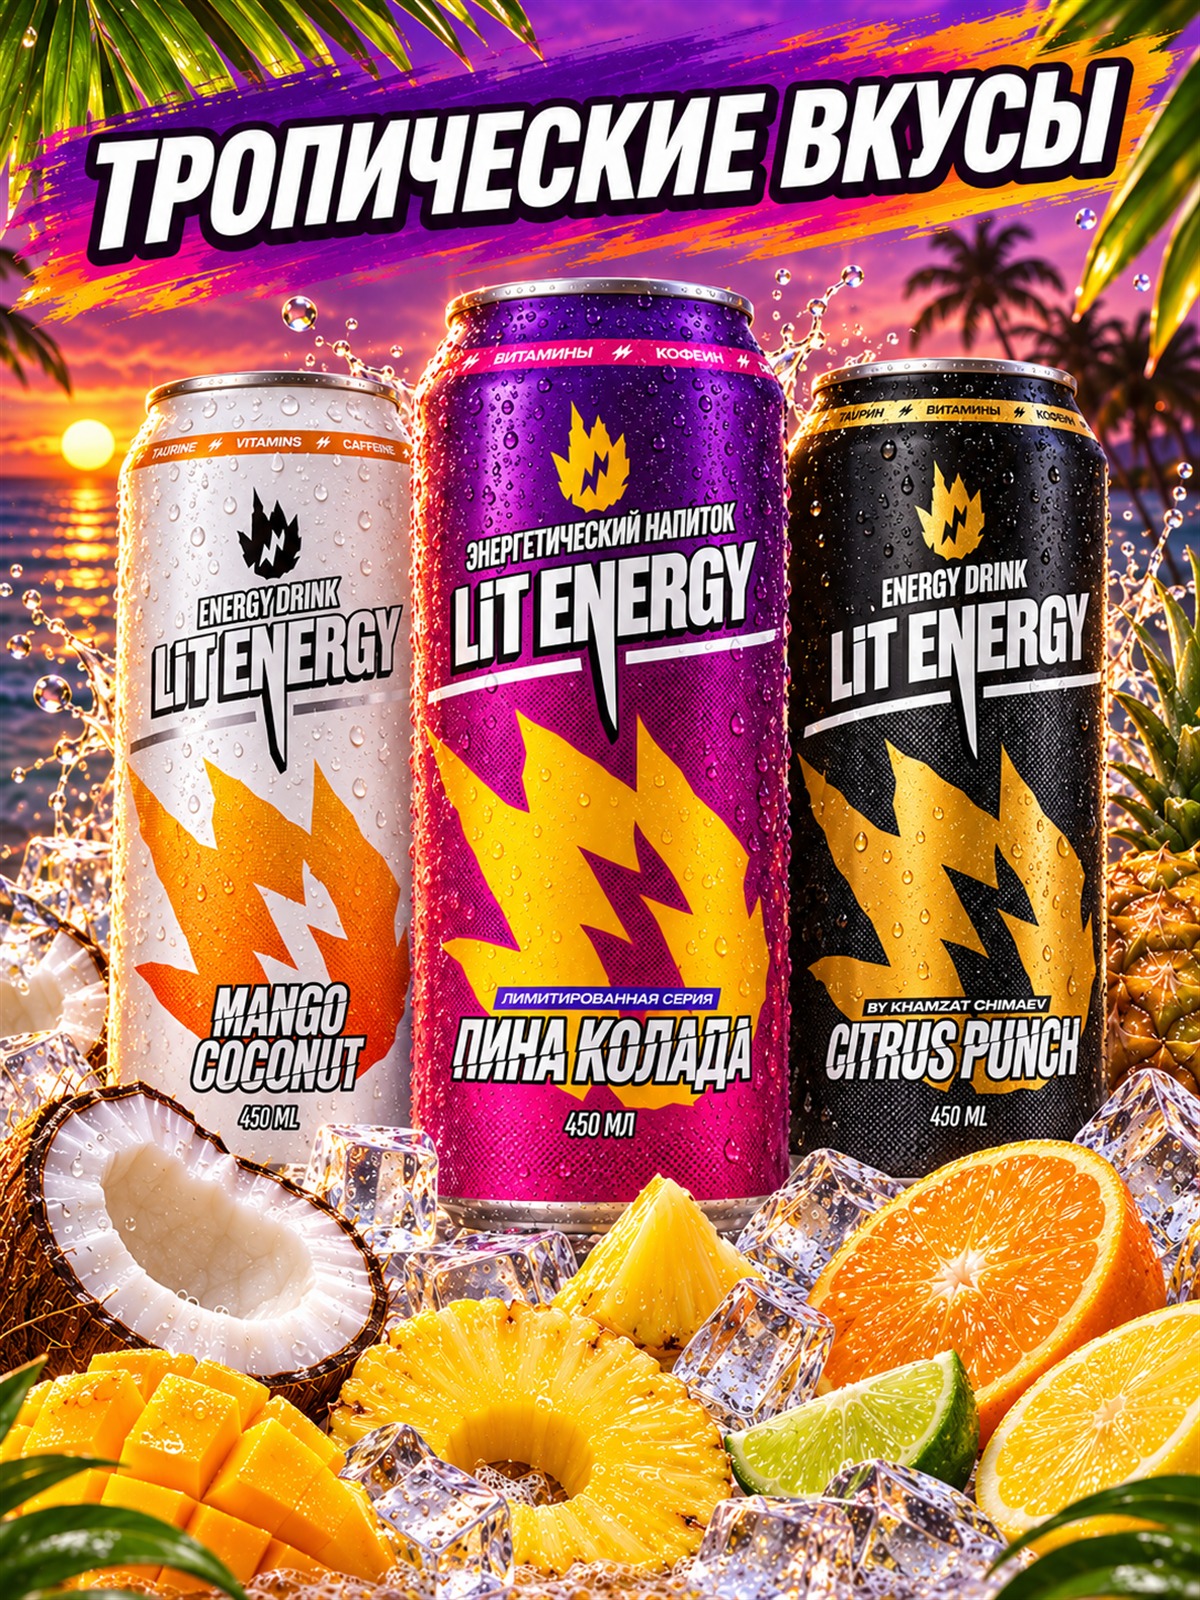 ТРОПИЧЕСКИЕ ВКУСЫ
TAURINE VITAMINS CAFFEINE
ENERGY DRINK
LiT ENERGY
MANGO
COCONUT
450 ML
ВИТАМИНЫ КОФЕИН
ЭНЕРГЕТИЧЕСКИЙ НАПИТОК
LiT ENERGY
ЛИМИТИРОВАННАЯ СЕРИЯ
ПИНА КОЛАДА
450 МЛ
ТАУРИН ВИТАМИНЫ КОФЕИН
ENERGY DRINK
LiT ENERGY
BY KHAMZAT CHIMAEV
CITRUS PUNCH
450 ML